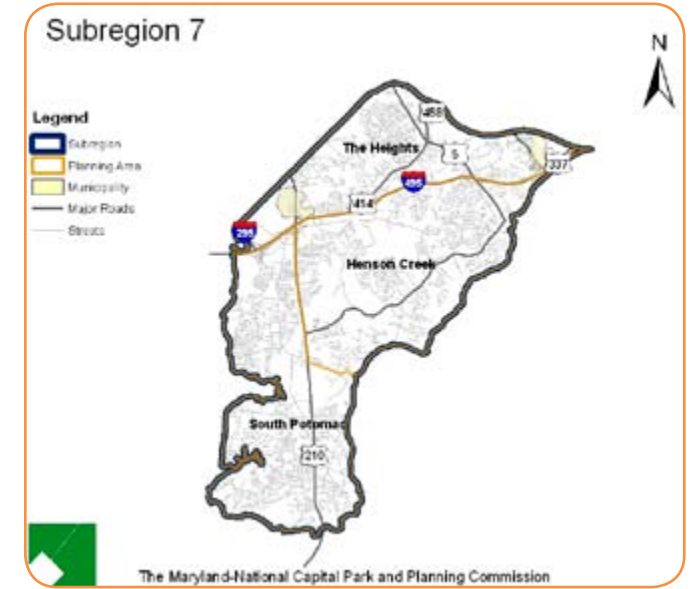 Subregion 7
N
Legend
Subregion
Planning Area
Municipality
Major Roads
Streets
458
The Heights
5
337
495
414
295
Henson Creek
South Potomac
210
The Maryland-National Capital Park and Planning Commission